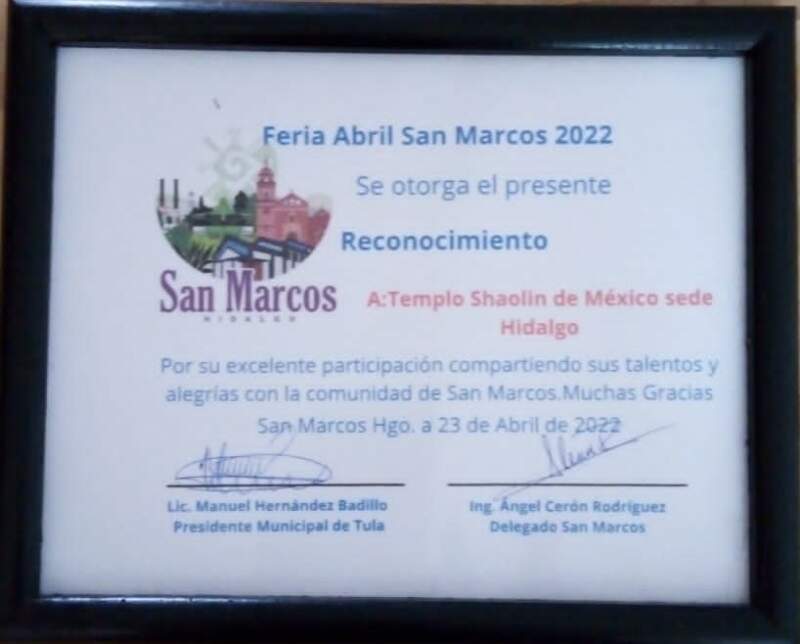 Feria Abril San Marcos 2022
Se otorga el presente
Reconocimiento
San Marcos
HIDALGO
A:Templo Shaolin de México sede
Hidalgo
Por su excelente participación compartiendo sus talentos y
alegrías con la comunidad de San Marcos.Muchas Gracias
San Marcos Hgo. a 23 de Abril de 2022
Lic. Manuel Hernández Badillo
Presidente Municipal de Tula
Ing. Ángel Cerón Rodríguez
Delegado San Marcos